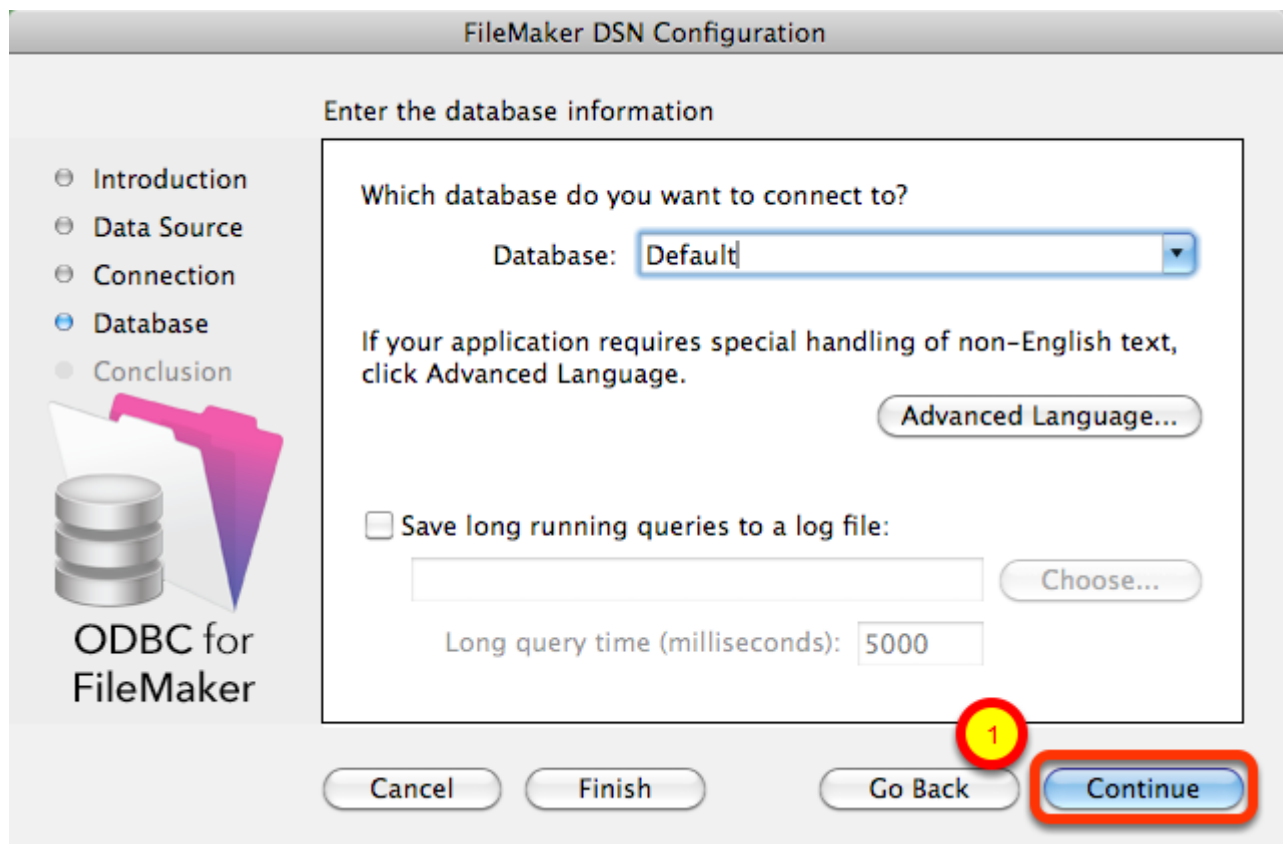 FileMaker DSN Configuration
Enter the database information
Introduction
Data Source
Connection
Database
Conclusion
ODBC for
FileMaker
Which database do you want to connect to?
Database: Default
If your application requires special handling of non-English text,
click Advanced Language.
Advanced Language...
Save long running queries to a log file:
Choose...
Long query time (milliseconds): 5000
1
Cancel Finish Go Back Continue